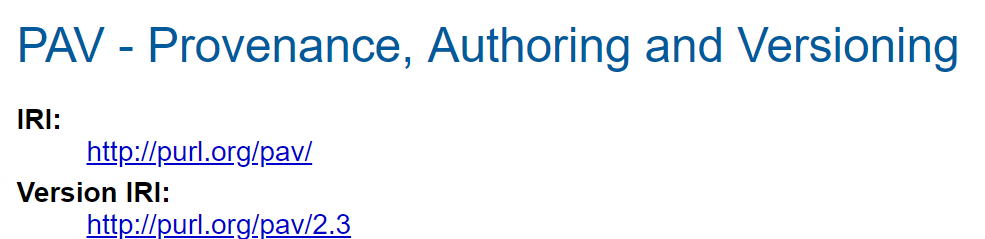 PAV - Provenance, Authoring and Versioning
IRI:
http://purl.org/pav/
Version IRI:
http://purl.org/pav/2.3